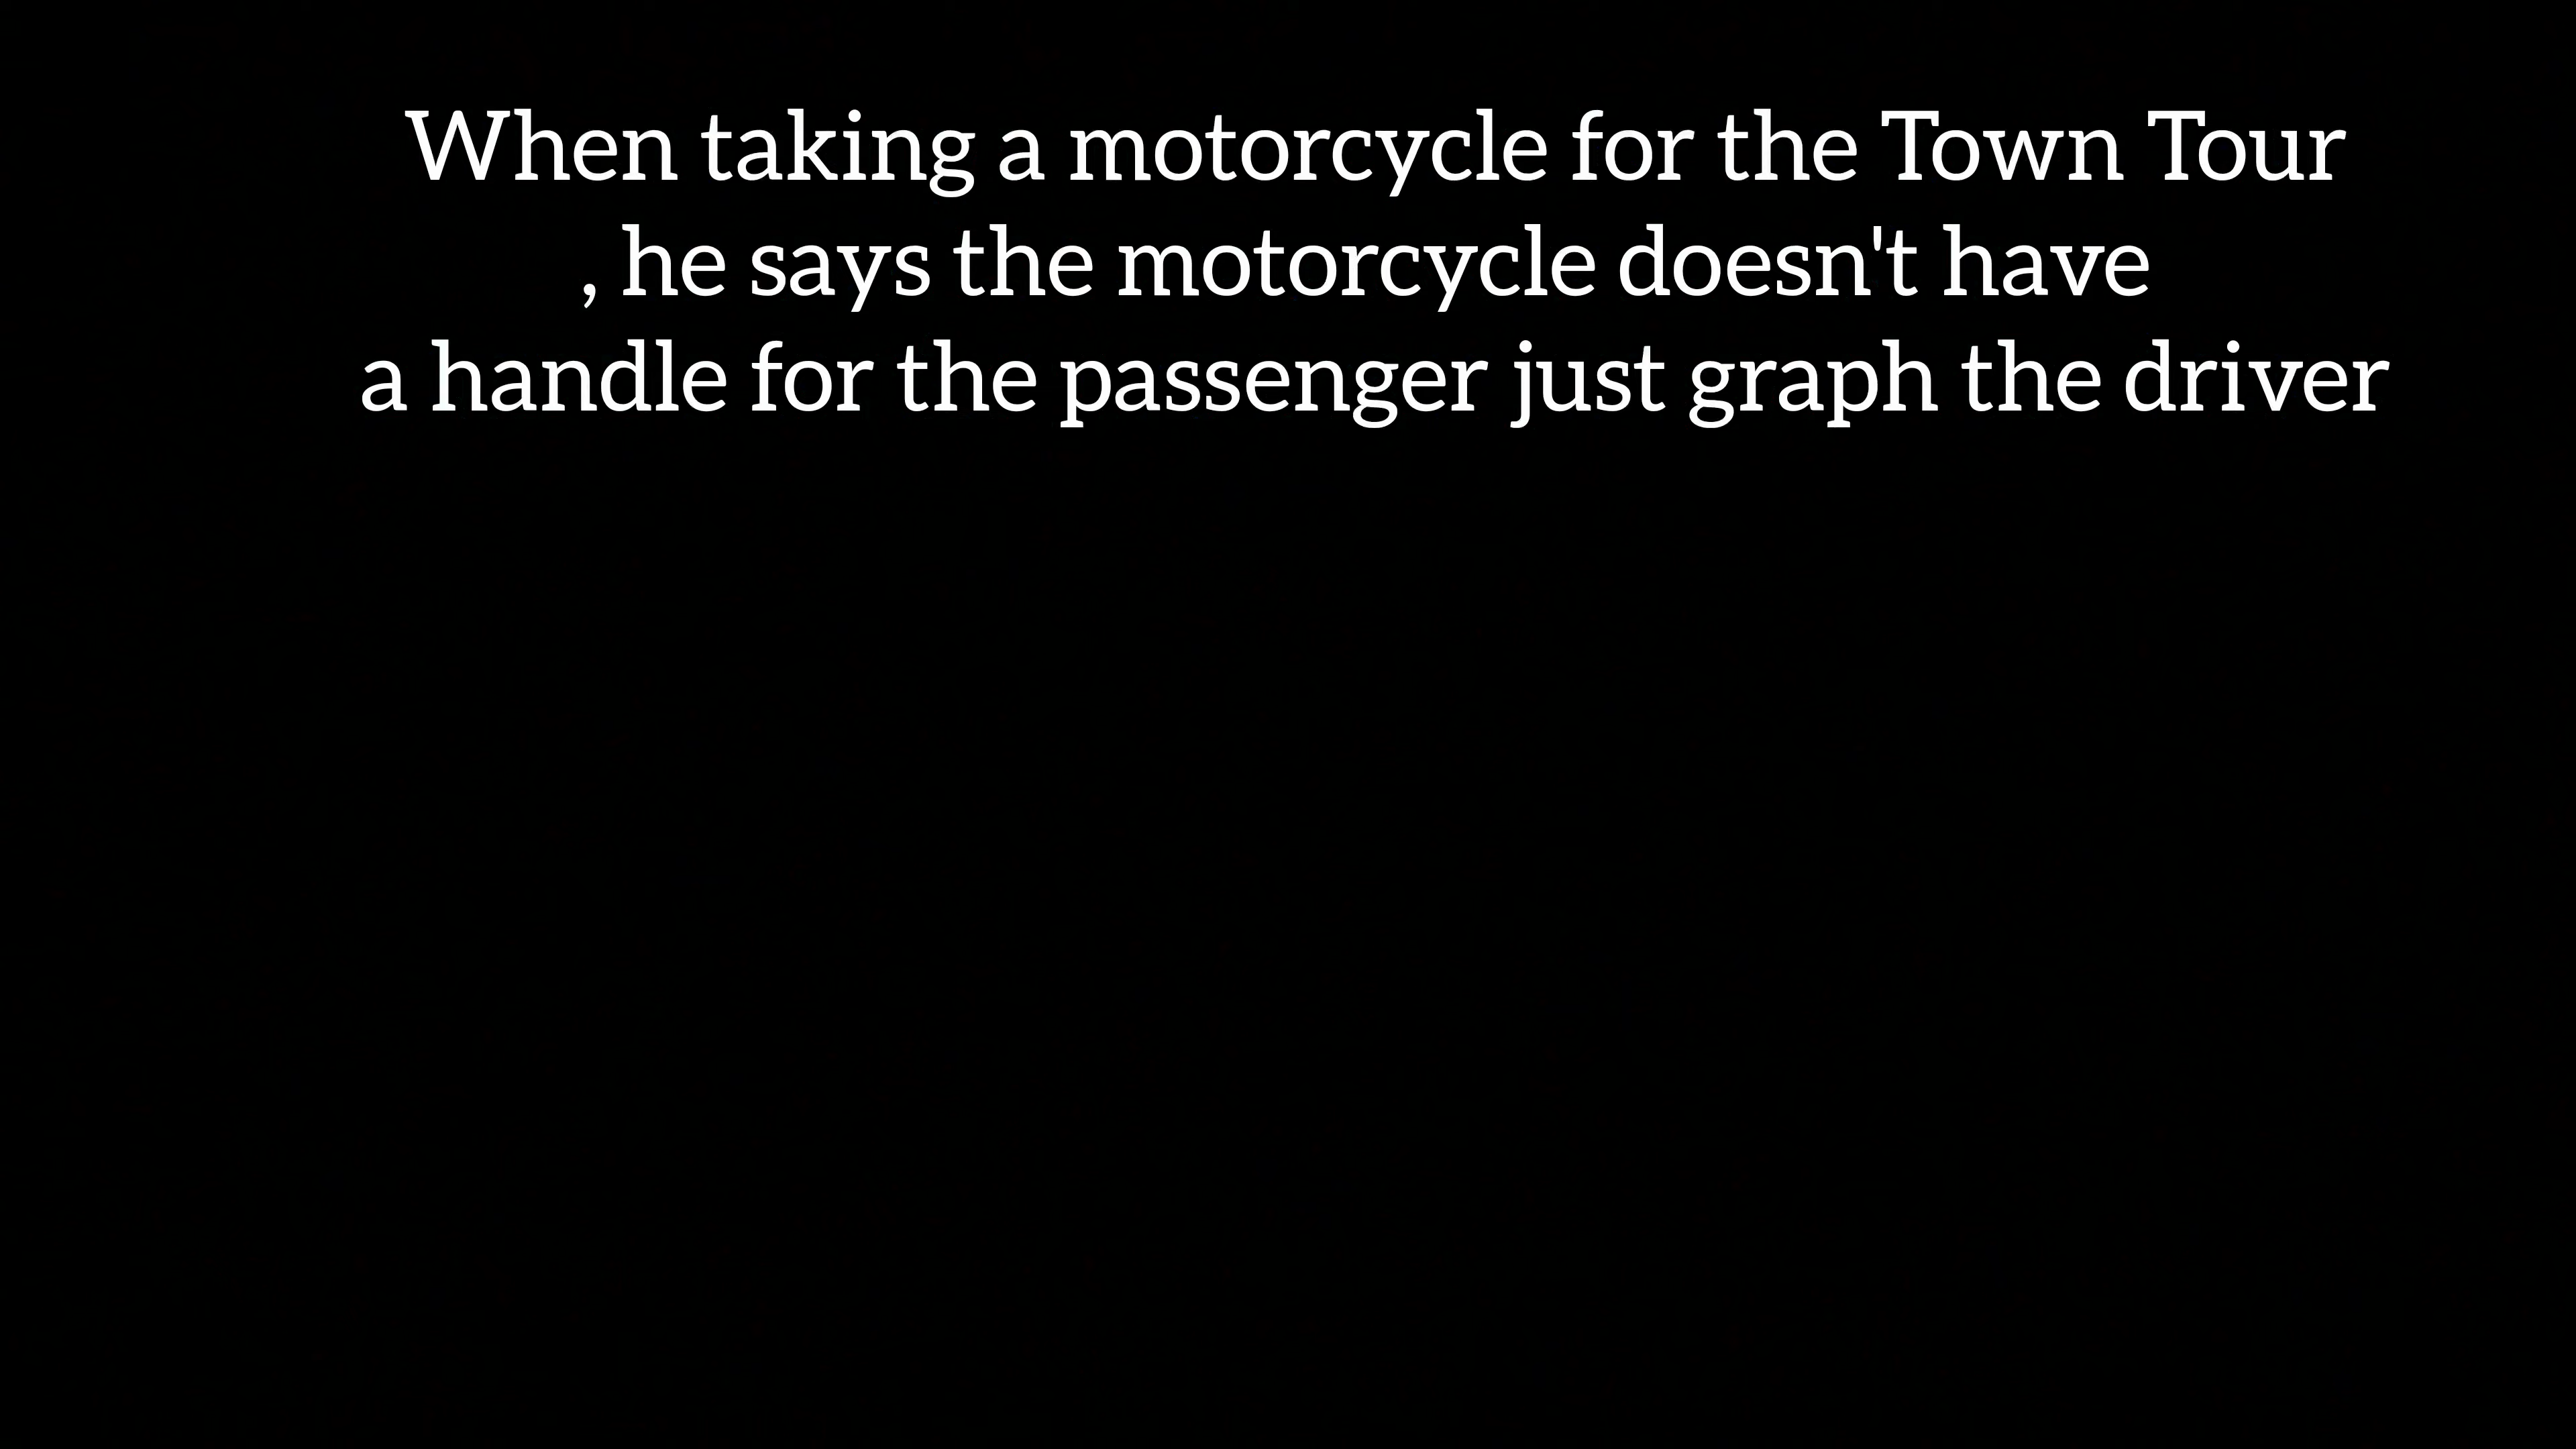 When taking a motorcycle for the Town Tour
, he says the motorcycle doesn't have
a handle for the passenger just graph the driver